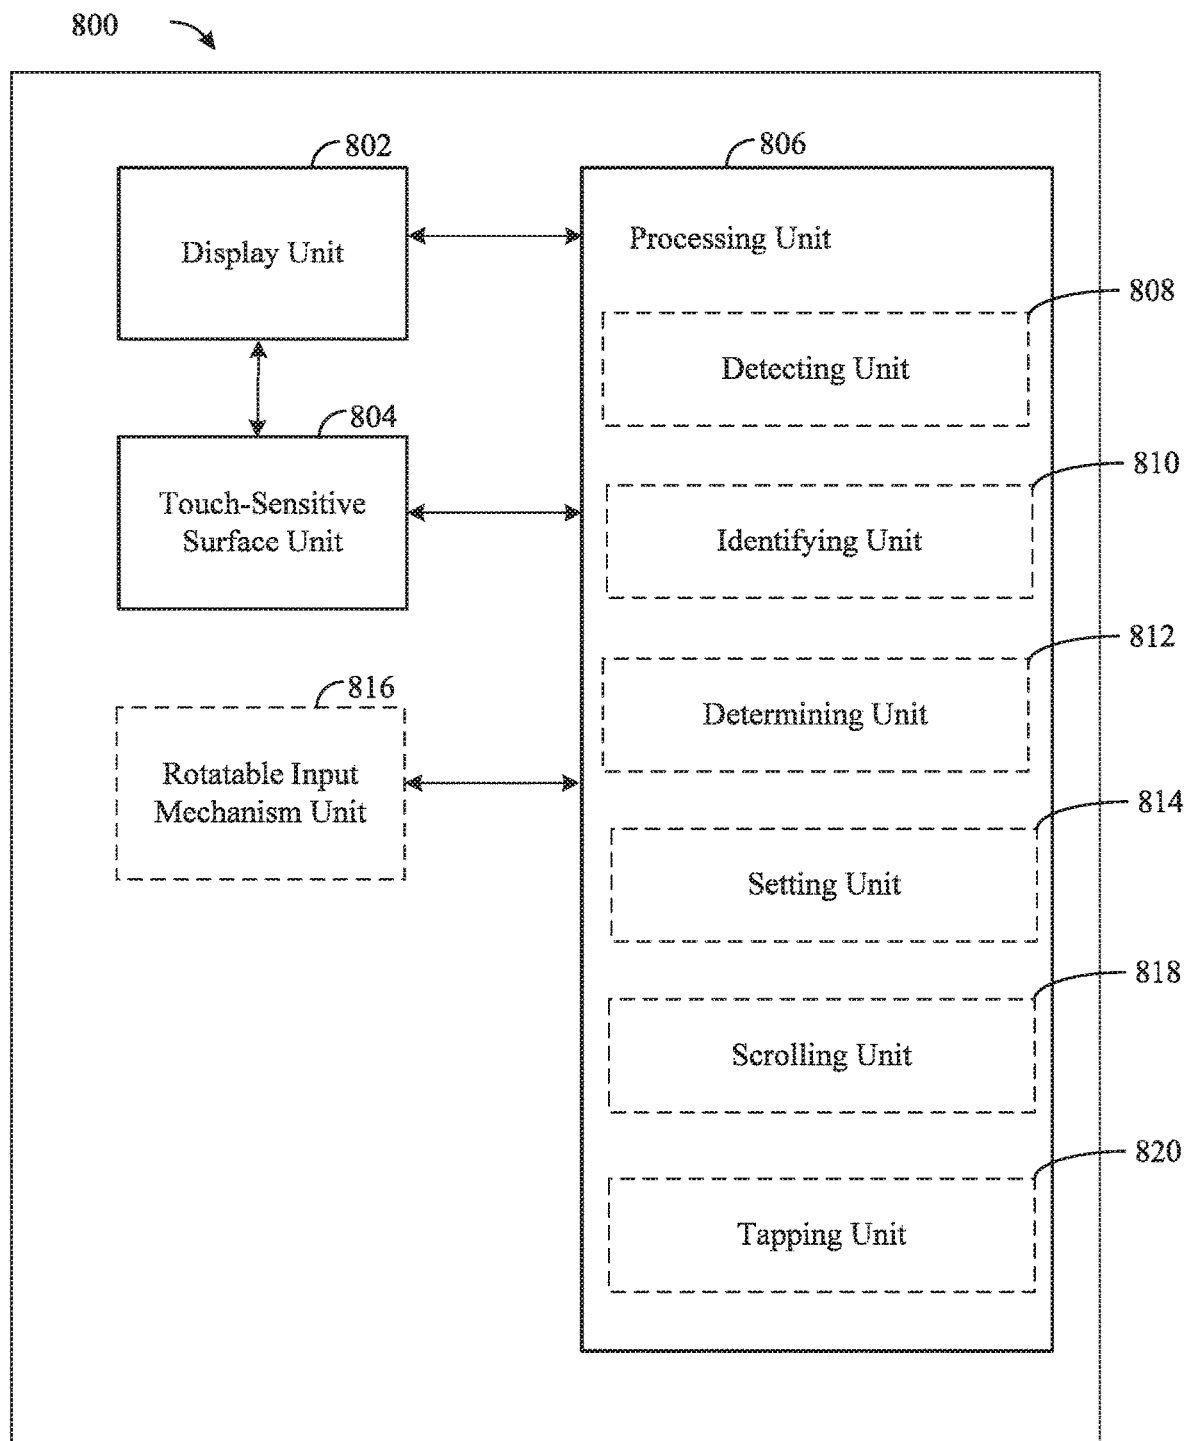 800
802
806
Display Unit
Processing Unit
808
Detecting Unit
804
Touch-Sensitive
Surface Unit
810
Identifying Unit
812
Determining Unit
816
Rotatable Input
Mechanism Unit
814
Setting Unit
818
Scrolling Unit
820
Tapping Unit